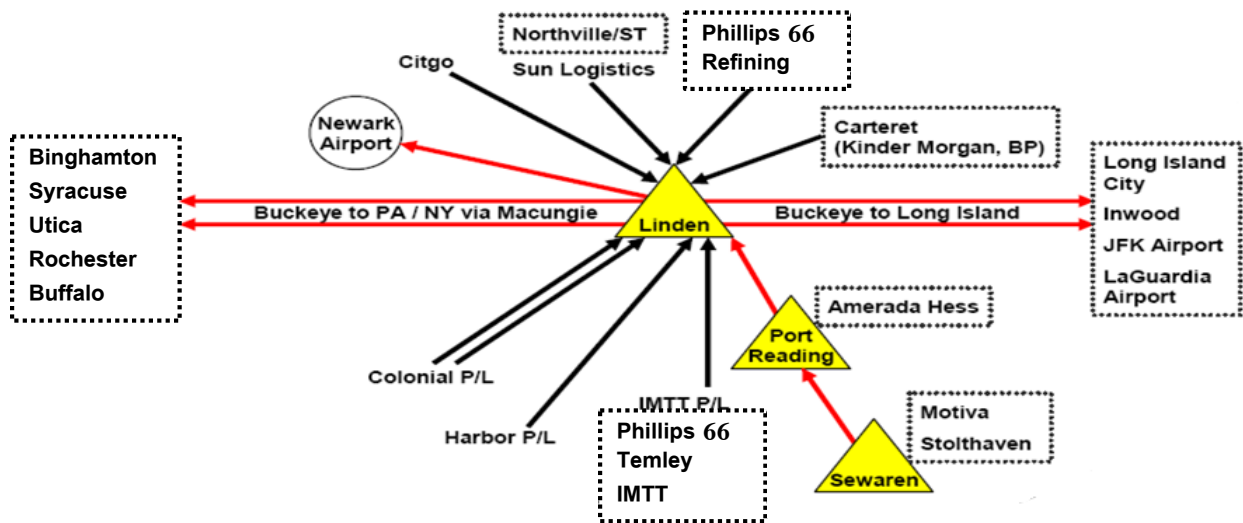 Northville/ST
Sun Logistics
Phillips 66
Refining
Citgo
Newark
Airport
Carteret
(Kinder Morgan, BP)
Binghamton
Syracuse
Utica
Rochester
Buffalo
Buckeye to PA / NY via Macungie
Linden
Buckeye to Long Island
Long Island
City
Inwood
JFK Airport
LaGuardia
Airport
Amerada Hess
Port
Reading
Colonial P/L
Harbor P/L
IMTT P/L
Phillips 66
Temley
IMTT
Motiva
Stolthaven
Sewaren